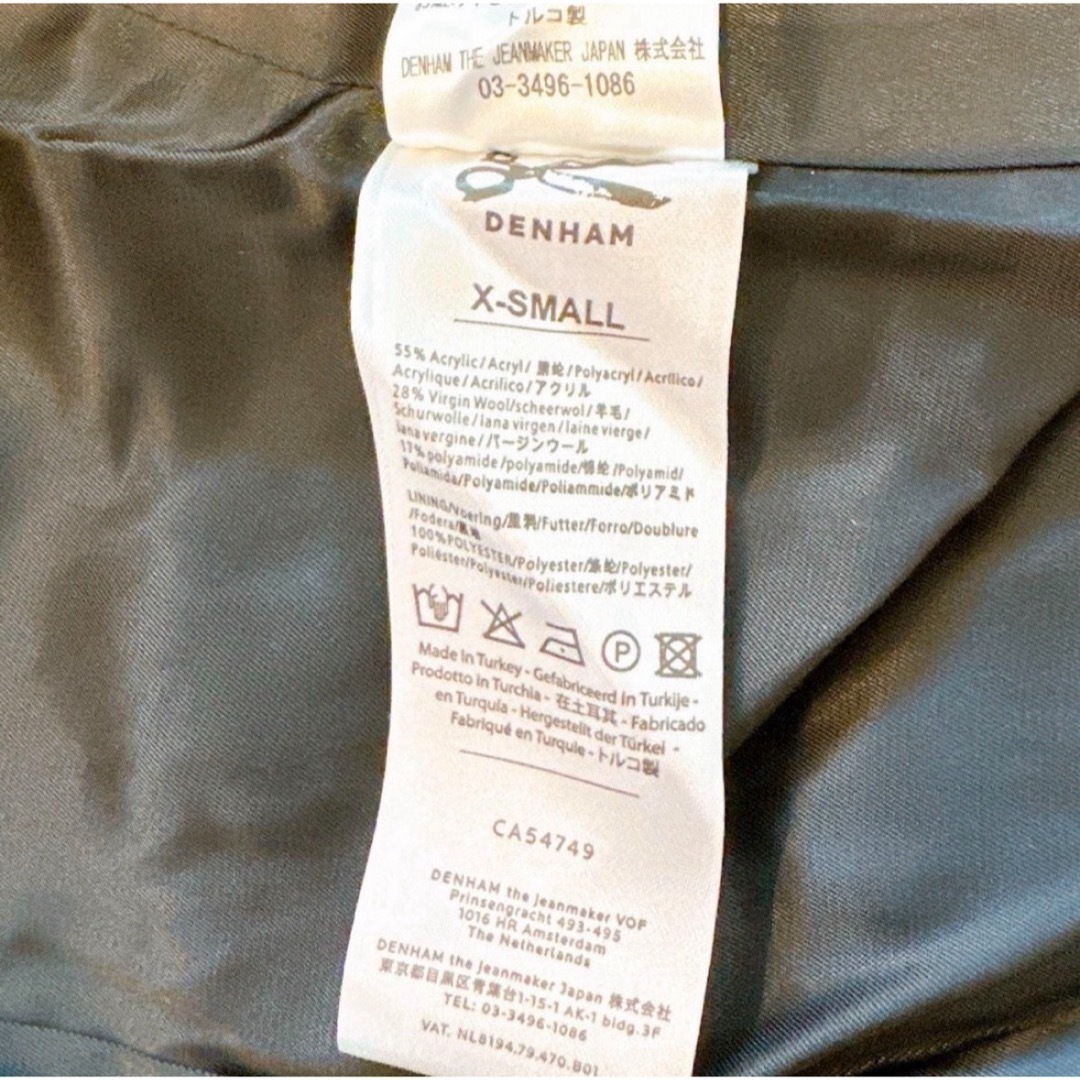 トルコ製
DENHAM THE JEANMAKER JAPAN 株式会社
03-3496-1086
DENHAM
X-SMALL
55% Acrylic/Acryl/腈纶/Polyacryl/Acrílico/
Acrylique/Acrilico/アクリル
28% Virgin Wool/scheerwol/羊毛/
Schurwolle/lana virgen/laine vierge/
lana vergine/バージンウール
17% polyamide/polyamide/锦纶/Polyamid/
Poliamida/Polyamide/Poliammide/ポリアミド
LINING/Voering/里料/Futter/Forro/Doublure
/Fodera/裏地
100%POLYESTER/Polyester/涤纶/Polyester/
Poliéster/Polyester/Poliestere/ポリエステル
P
Made in Turkey - Gefabriceerd in Turkije -
Prodotto in Turchia - 在土耳其 - Fabricado
en Turquía - Hergestellt der Türkei -
Fabriqué en Turquie - トルコ製
CA54749
DENHAM the jeanmaker VOF
Prinsengracht 493-495
1016 HR Amsterdam
The Netherlands
DENHAM the jeanmaker Japan 株式会社
東京都目黒区青葉台1-15-1 AK-1 bldg.3F
TEL: 03-3496-1086
VAT. NL8194.79.470.B01